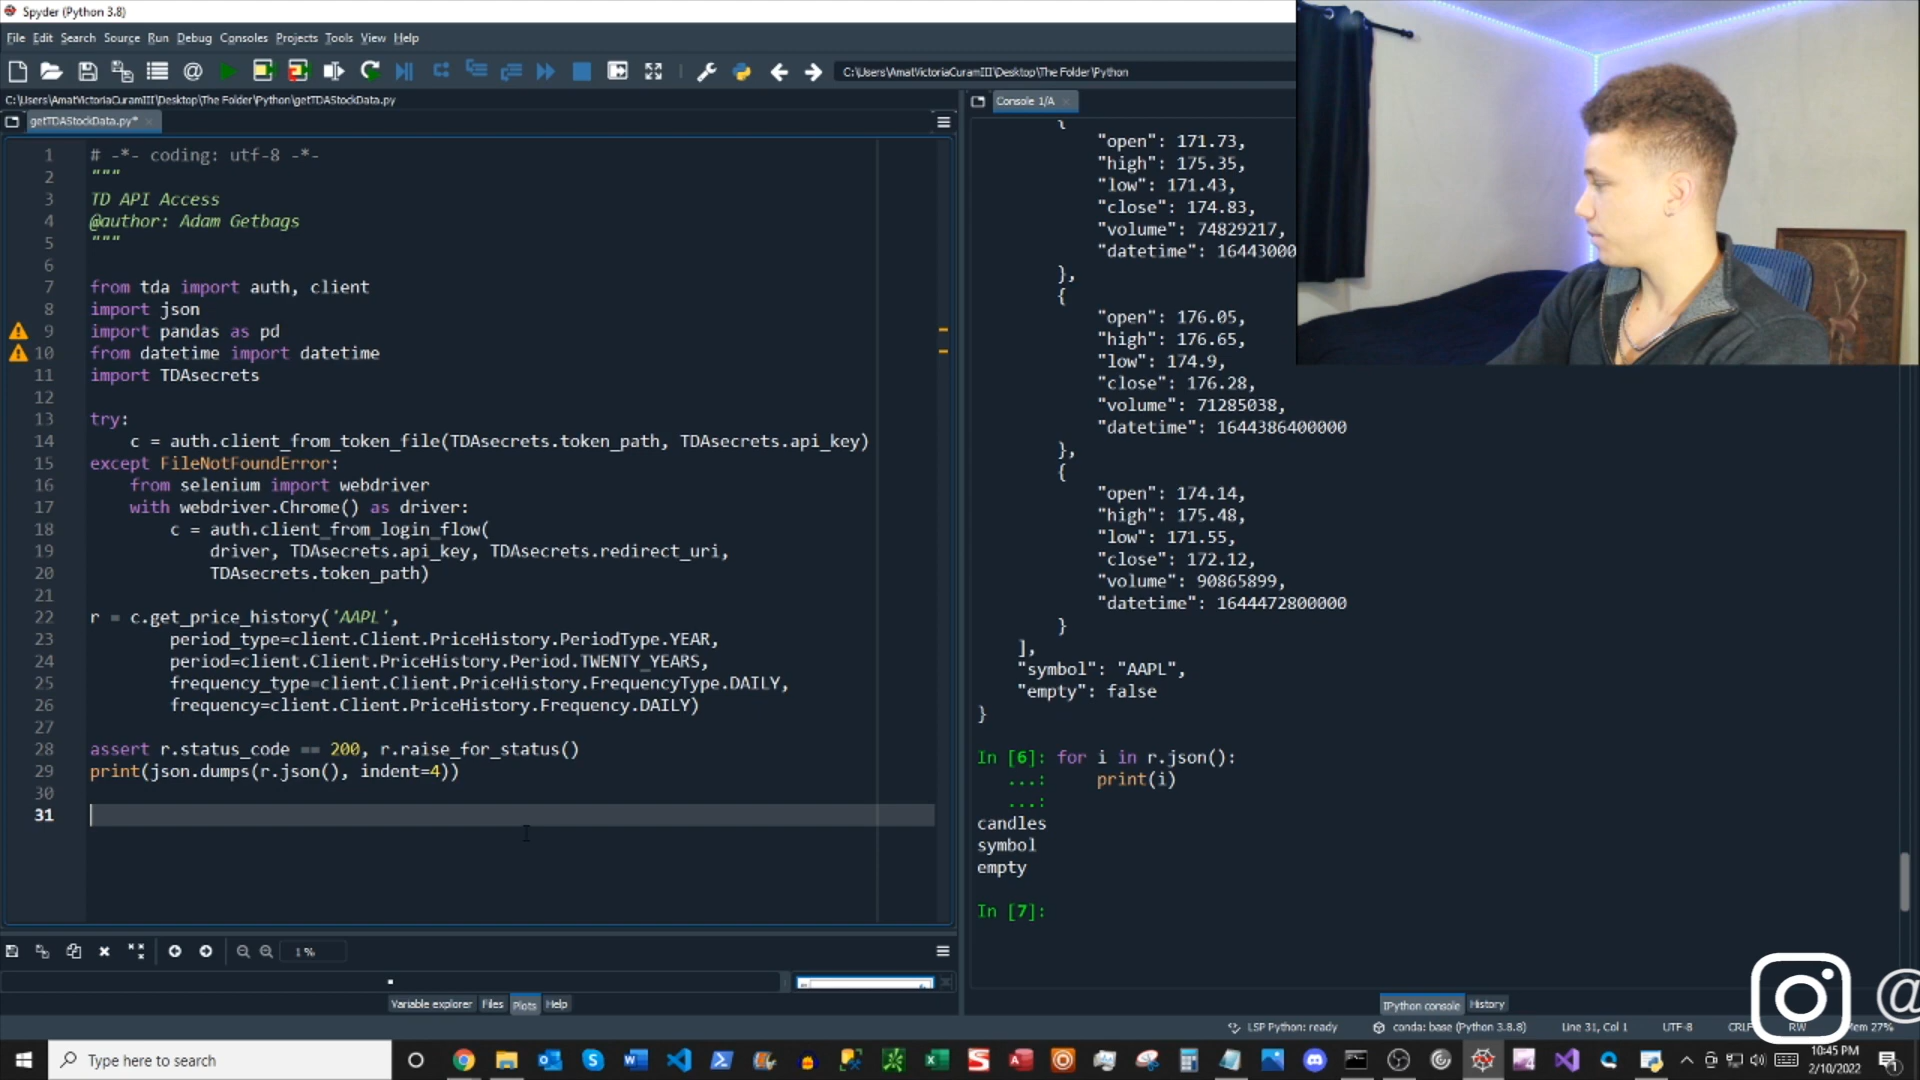 Spyder (Python 3.8)
File Edit Search Source Run Debug Consoles Projects Tools View Help
C:\Users\AmatVictoriaCuramIII\Desktop\The Folder\Python
C:\Users\AmatVictoriaCuramIII\Desktop\The Folder\Python\getTDAStockData.py
getTDAStockData.py*
1 # -*- coding: utf-8 -*-
2 """
3 TD API Access
4 @author: Adam Getbags
5 """
6
7 from tda import auth, client
8 import json
9 import pandas as pd
10 from datetime import datetime
11 import TDAsecrets
12
13 try:
14 c = auth.client_from_token_file(TDAsecrets.token_path, TDAsecrets.api_key)
15 except FileNotFoundError:
16 from selenium import webdriver
17 with webdriver.Chrome() as driver:
18 c = auth.client_from_login_flow(
19 driver, TDAsecrets.api_key, TDAsecrets.redirect_uri,
20 TDAsecrets.token_path)
21
22 r = c.get_price_history('AAPL',
23 period_type=client.Client.PriceHistory.PeriodType.YEAR,
24 period=client.Client.PriceHistory.Period.TWENTY_YEARS,
25 frequency_type=client.Client.PriceHistory.FrequencyType.DAILY,
26 frequency=client.Client.PriceHistory.Frequency.DAILY)
27
28 assert r.status_code == 200, r.raise_for_status()
29 print(json.dumps(r.json(), indent=4))
30
31
1 %
Variable explorer Files Plots Help
Console 1/A
{
"open": 171.73,
"high": 175.35,
"low": 171.43,
"close": 174.83,
"volume": 74829217,
"datetime": 16443000
},
{
"open": 176.05,
"high": 176.65,
"low": 174.9,
"close": 176.28,
"volume": 71285038,
"datetime": 1644386400000
},
{
"open": 174.14,
"high": 175.48,
"low": 171.55,
"close": 172.12,
"volume": 90865899,
"datetime": 1644472800000
}
],
"symbol": "AAPL",
"empty": false
}
In [6]: for i in r.json():
...: print(i)
...:
candles
symbol
empty
In [7]:
@
IPython console History
LSP Python: ready conda: base (Python 3.8.8) Line 31, Col 1 UTF-8 CRLF RW Mem 27%
Type here to search
10:45 PM
2/10/2022